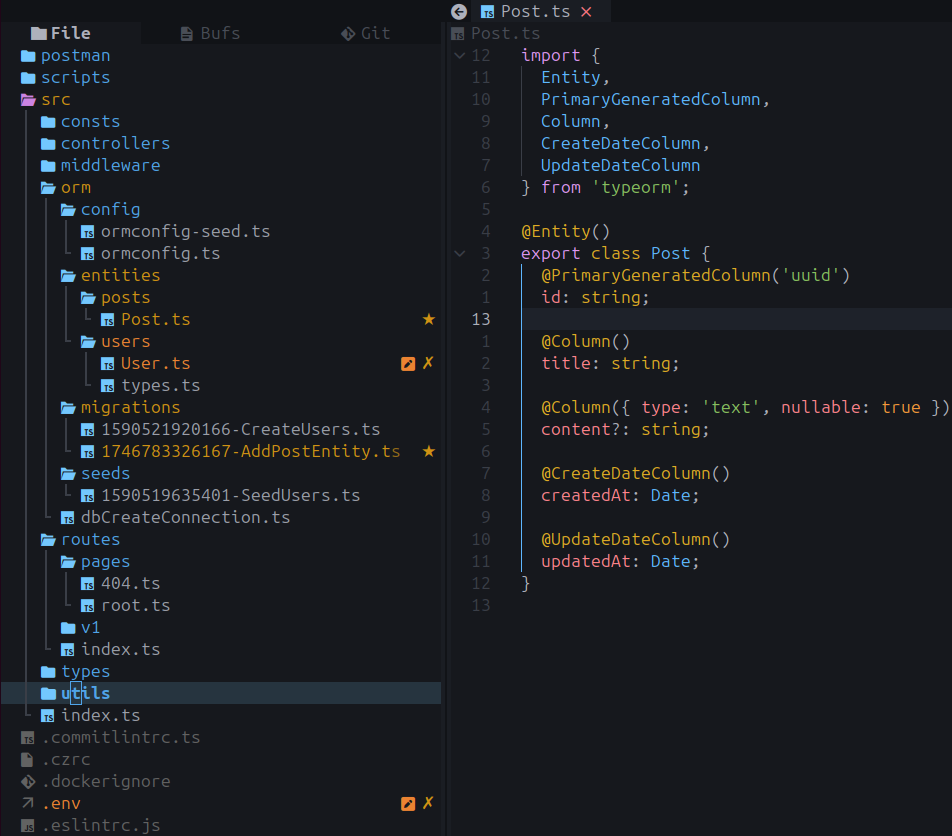 Post.ts
File Bufs Git
postman
scripts
src
consts
controllers
middleware
orm
config
ormconfig-seed.ts
ormconfig.ts
entities
posts
Post.ts
users
User.ts
types.ts
migrations
1590521920166-CreateUsers.ts
1746783326167-AddPostEntity.ts
seeds
1590519635401-SeedUsers.ts
dbCreateConnection.ts
routes
pages
404.ts
root.ts
v1
index.ts
types
utils
index.ts
.commitlintrc.ts
.czrc
.dockerignore
.env
.eslintrc.js
Post.ts
12 import {
11 Entity,
10 PrimaryGeneratedColumn,
9 Column,
8 CreateDateColumn,
7 UpdateDateColumn
6 } from 'typeorm';
5
4 @Entity()
3 export class Post {
2 @PrimaryGeneratedColumn('uuid')
1 id: string;
13
1 @Column()
2 title: string;
3
4 @Column({ type: 'text', nullable: true })
5 content?: string;
6
7 @CreateDateColumn()
8 createdAt: Date;
9
10 @UpdateDateColumn()
11 updatedAt: Date;
12 }
13